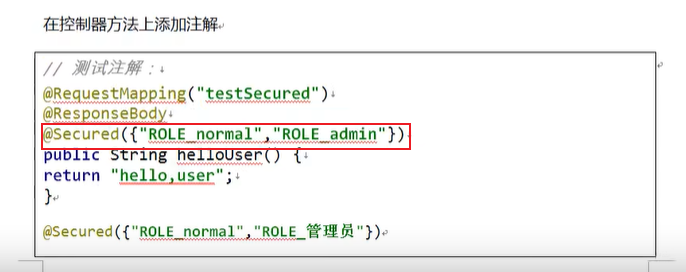 在控制器方法上添加注解
// 测试注解：
@RequestMapping("testSecured")
@ResponseBody
@Secured({"ROLE_normal","ROLE_admin"})
public String helloUser() {
return "hello,user";
}
@Secured({"ROLE_normal","ROLE_管理员"})